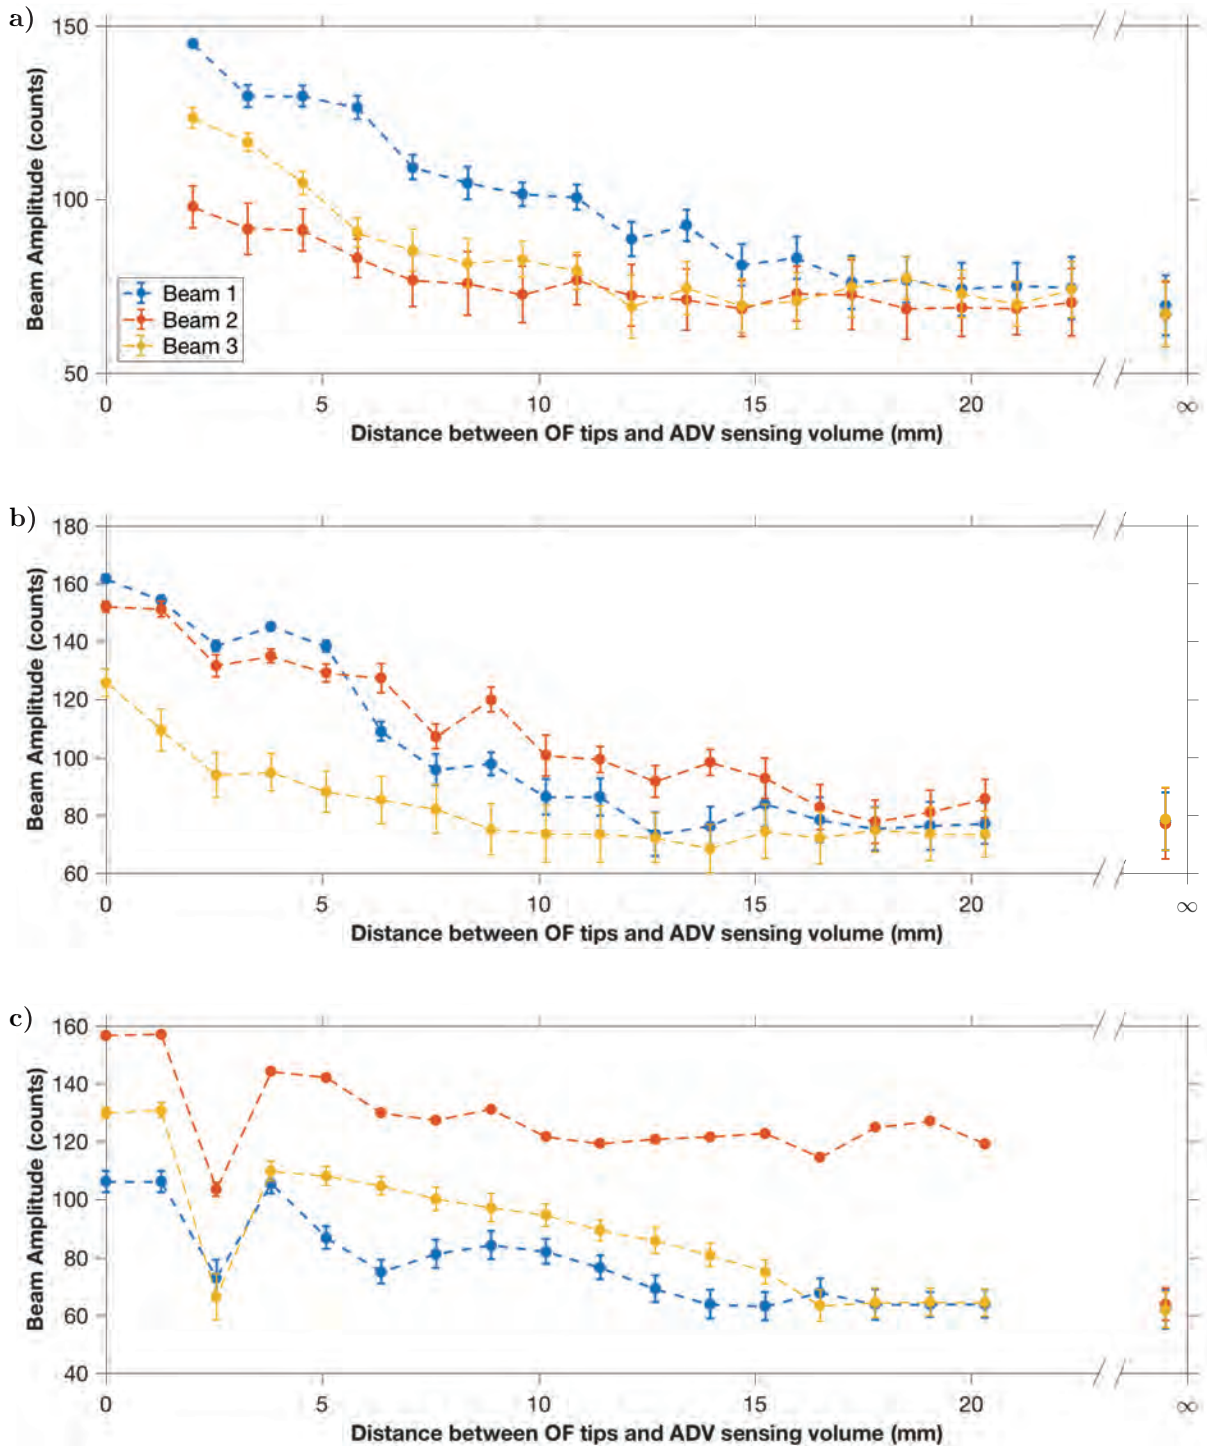 a)
150
100
50
Beam Amplitude (counts)
Beam 1
Beam 2
Beam 3
0 5 10 15 20 ∞
Distance between OF tips and ADV sensing volume (mm)
b)
180
160
140
120
100
80
60
Beam Amplitude (counts)
0 5 10 15 20 ∞
Distance between OF tips and ADV sensing volume (mm)
c)
160
140
120
100
80
60
40
Beam Amplitude (counts)
0 5 10 15 20 ∞
Distance between OF tips and ADV sensing volume (mm)